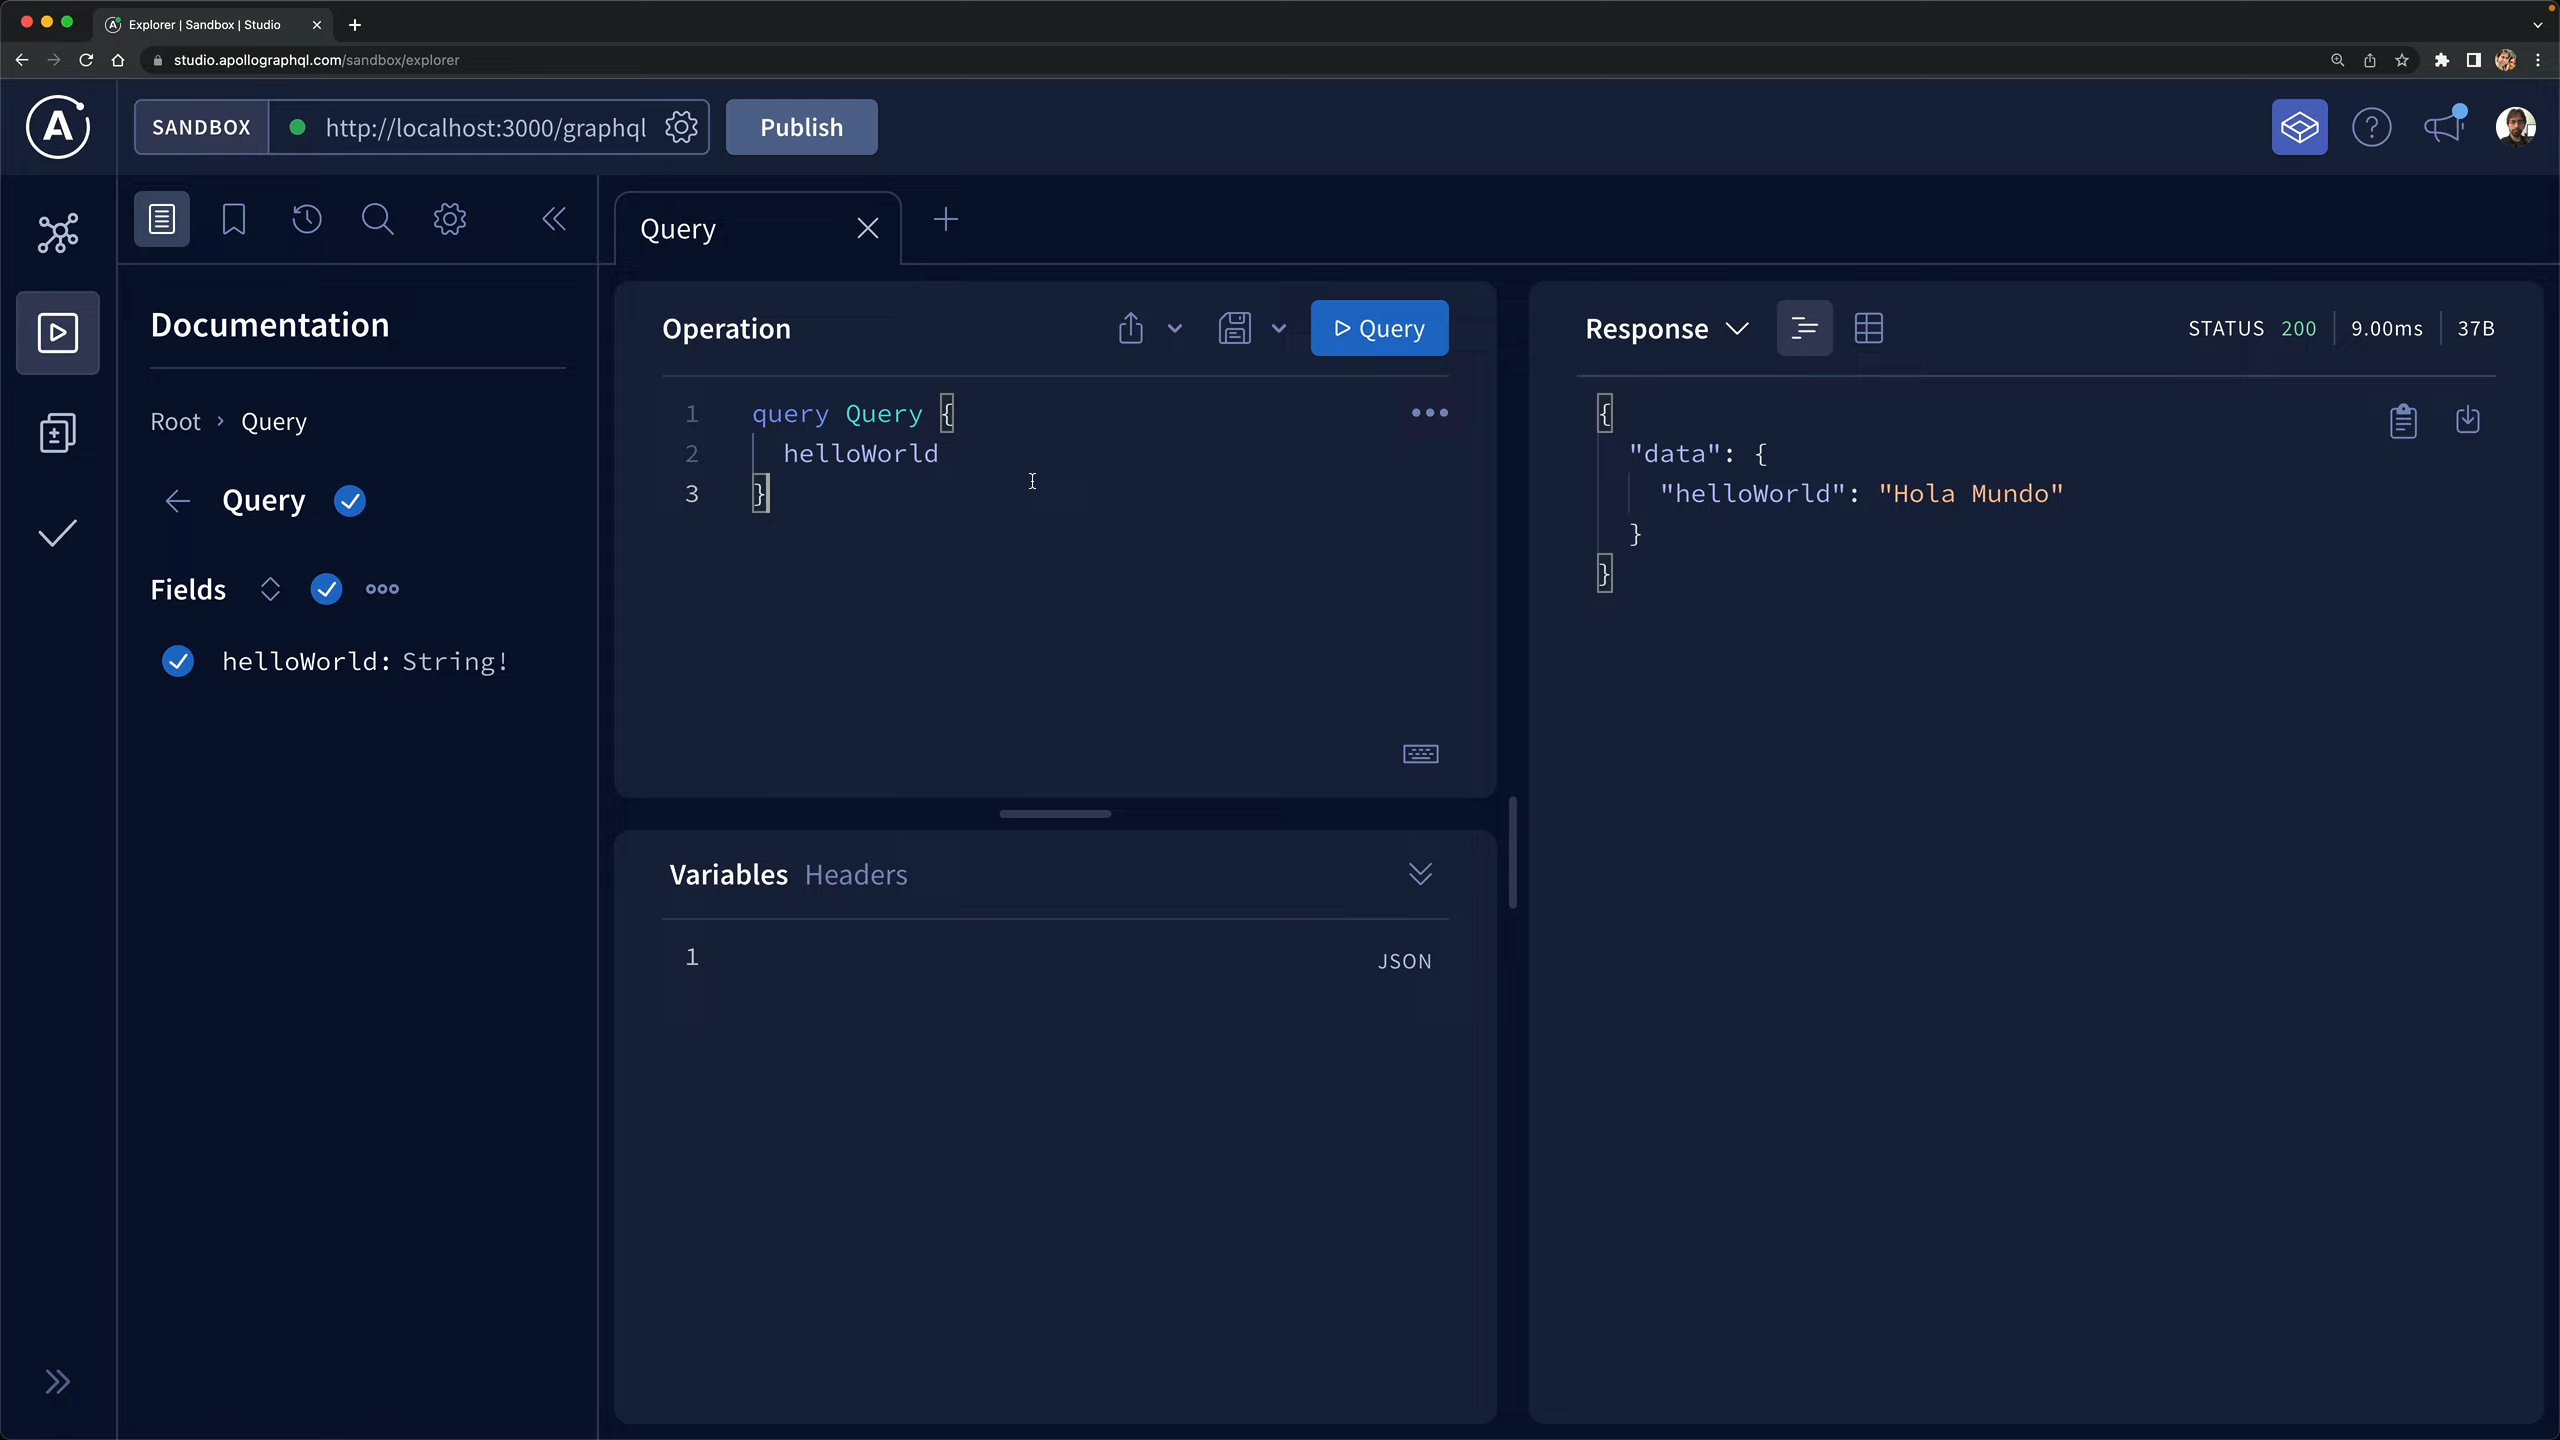 Explorer | Sandbox | Studio
studio.apollographql.com/sandbox/explorer
SANDBOX
http://localhost:3000/graphql
Publish
Query
Documentation
Root › Query
Query
Fields
helloWorld: String!
Operation
Query
1 query Query {
2 helloWorld
3 }
Variables Headers
1
JSON
Response
STATUS 200 9.00ms 37B
{
"data": {
"helloWorld": "Hola Mundo"
}
}